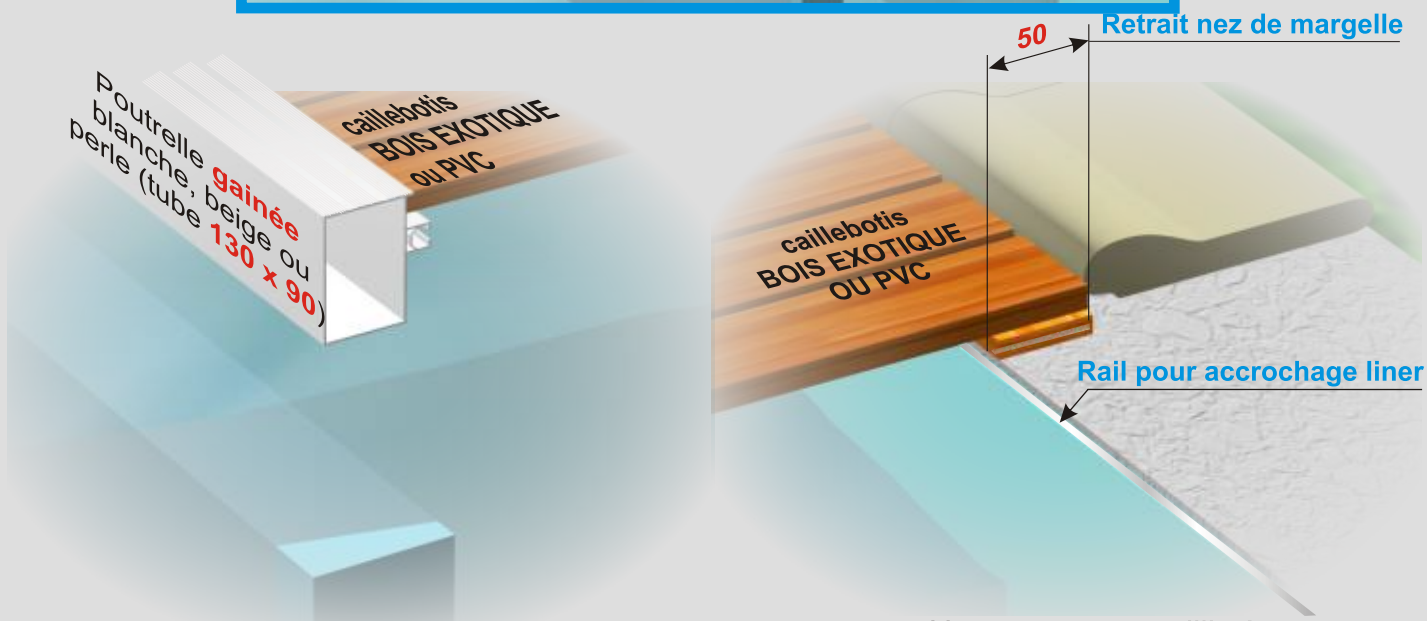 Poutrelle gainée
blanche, beige ou
perle (tube 130 x 90)
caillebotis
BOIS EXOTIQUE
ou PVC
50
Retrait nez de margelle
caillebotis
BOIS EXOTIQUE
OU PVC
Rail pour accrochage liner